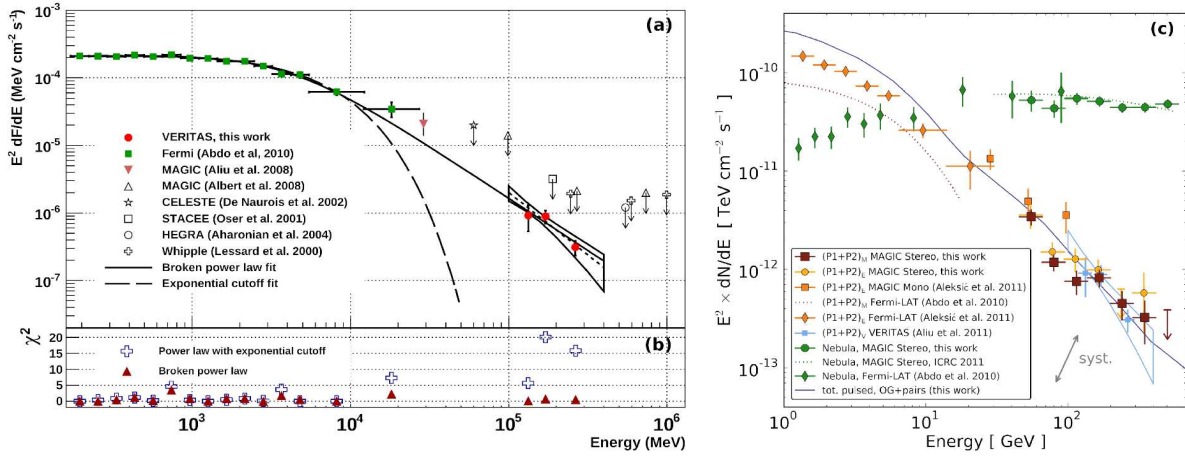 (a)
E² dF/dE (MeV cm⁻² s⁻¹)
10⁻³
10⁻⁴
10⁻⁵
10⁻⁶
10⁻⁷
VERITAS, this work
Fermi (Abdo et al, 2010)
MAGIC (Aliu et al. 2008)
MAGIC (Albert et al. 2008)
CELESTE (De Naurois et al. 2002)
STACEE (Oser et al. 2001)
HEGRA (Aharonian et al. 2004)
Whipple (Lessard et al. 2000)
Broken power law fit
Exponential cutoff fit
(b)
χ²
20
15
10
5
0
Power law with exponential cutoff
Broken power law
10³
10⁴
10⁵
10⁶
Energy (MeV)
(c)
E² × dN/dE [ TeV cm⁻² s⁻¹ ]
10⁻¹⁰
10⁻¹¹
10⁻¹²
10⁻¹³
(P1+P2)M MAGIC Stereo, this work
(P1+P2)E MAGIC Stereo, this work
(P1+P2)E MAGIC Mono (Aleksić et al. 2011)
(P1+P2)M Fermi-LAT (Abdo et al. 2010)
(P1+P2)E Fermi-LAT (Aleksić et al. 2011)
(P1+P2)V VERITAS (Aliu et al. 2011)
Nebula, MAGIC Stereo, this work
Nebula, MAGIC Stereo, ICRC 2011
Nebula, Fermi-LAT (Abdo et al. 2010)
tot. pulsed, OG+pairs (this work)
syst.
10⁰
10¹
10²
Energy [ GeV ]